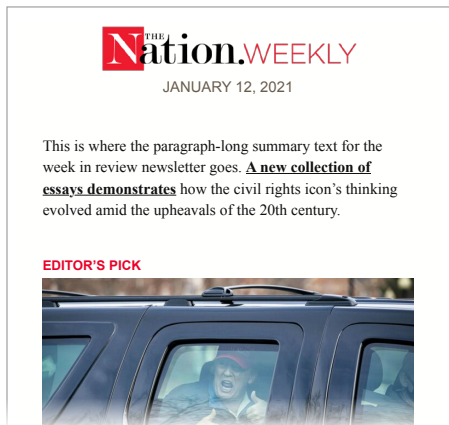 THE
Nation.WEEKLY
JANUARY 12, 2021
This is where the paragraph-long summary text for the
week in review newsletter goes. A new collection of
essays demonstrates how the civil rights icon’s thinking
evolved amid the upheavals of the 20th century.
EDITOR’S PICK